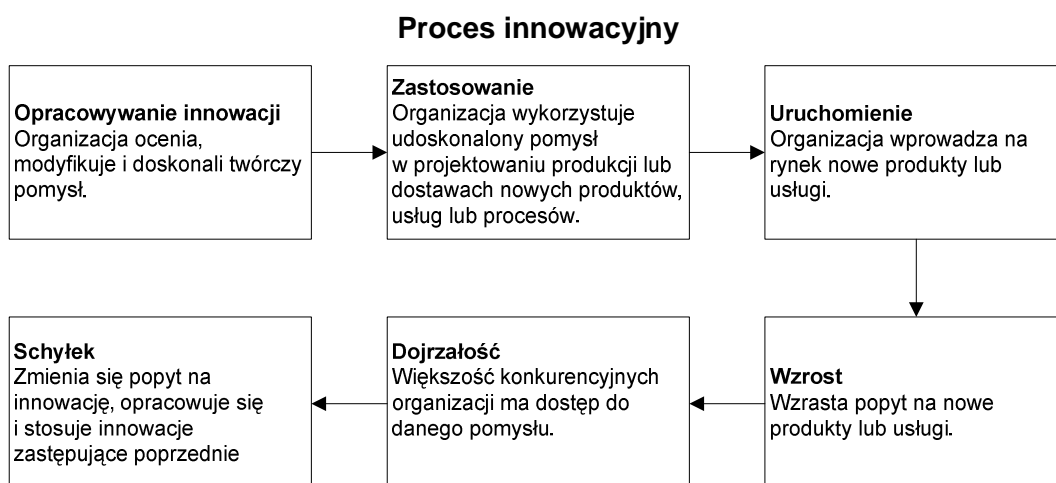 Proces innowacyjny
Opracowywanie innowacji
Organizacja ocenia,
modyfikuje i doskonali twórczy
pomysł.
Zastosowanie
Organizacja wykorzystuje
udoskonalony pomysł
w projektowaniu produkcji lub
dostawach nowych produktów,
usług lub procesów.
Uruchomienie
Organizacja wprowadza na
rynek nowe produkty lub
usługi.
Wzrost
Wzrasta popyt na nowe
produkty lub usługi.
Dojrzałość
Większość konkurencyjnych
organizacji ma dostęp do
danego pomysłu.
Schyłek
Zmienia się popyt na
innowację, opracowuje się
i stosuje innowacje
zastępujące poprzednie